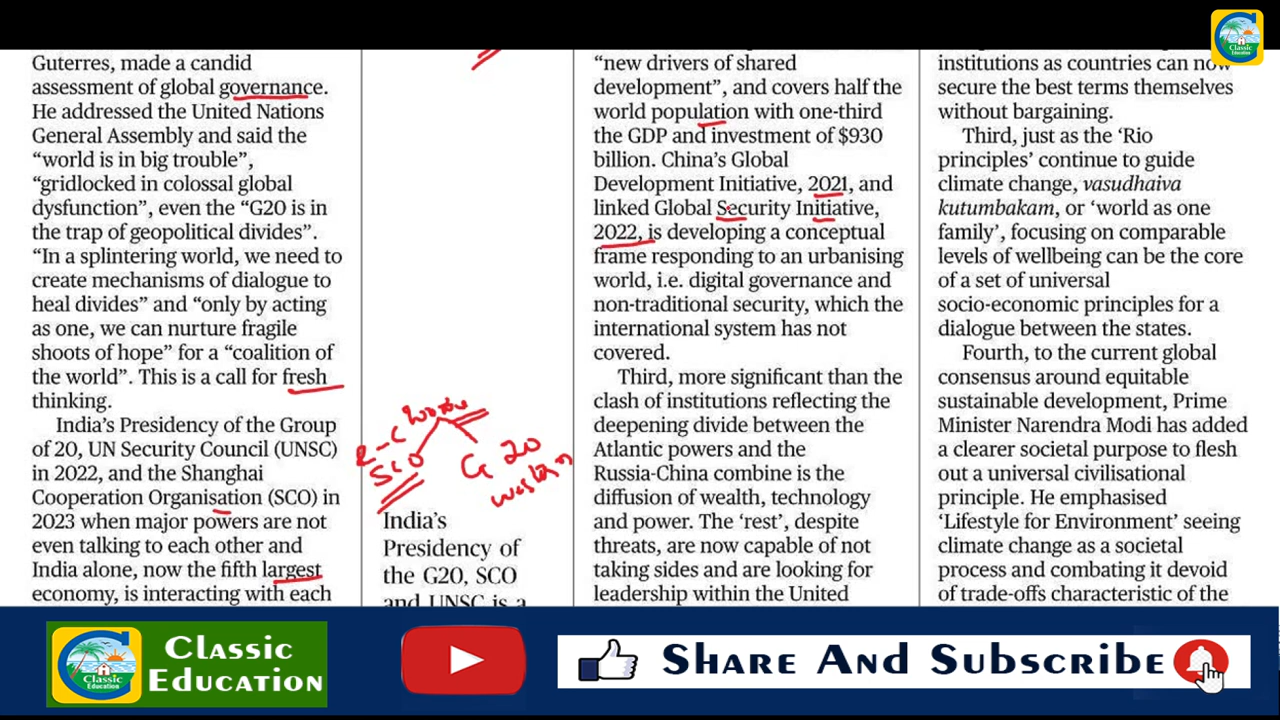 Guterres, made a candid
assessment of global governance.
He addressed the United Nations
General Assembly and said the
“world is in big trouble”,
“gridlocked in colossal global
dysfunction”, even the “G20 is in
the trap of geopolitical divides”.
“In a splintering world, we need to
create mechanisms of dialogue to
heal divides” and “only by acting
as one, we can nurture fragile
shoots of hope” for a “coalition of
the world”. This is a call for fresh
thinking.
India’s Presidency of the Group
of 20, UN Security Council (UNSC)
in 2022, and the Shanghai
Cooperation Organisation (SCO) in
2023 when major powers are not
even talking to each other and
India alone, now the fifth largest
economy, is interacting with each
R-C
SCO
G 20
India’s
Presidency of
the G20, SCO
and UNSC is a
“new drivers of shared
development”, and covers half the
world population with one-third
the GDP and investment of $930
billion. China’s Global
Development Initiative, 2021, and
linked Global Security Initiative,
2022, is developing a conceptual
frame responding to an urbanising
world, i.e. digital governance and
non-traditional security, which the
international system has not
covered.
Third, more significant than the
clash of institutions reflecting the
deepening divide between the
Atlantic powers and the
Russia-China combine is the
diffusion of wealth, technology
and power. The ‘rest’, despite
threats, are now capable of not
taking sides and are looking for
leadership within the United
institutions as countries can now
secure the best terms themselves
without bargaining.
Third, just as the ‘Rio
principles’ continue to guide
climate change, vasudhaiva
kutumbakam, or ‘world as one
family’, focusing on comparable
levels of wellbeing can be the core
of a set of universal
socio-economic principles for a
dialogue between the states.
Fourth, to the current global
consensus around equitable
sustainable development, Prime
Minister Narendra Modi has added
a clearer societal purpose to flesh
out a universal civilisational
principle. He emphasised
‘Lifestyle for Environment’ seeing
climate change as a societal
process and combating it devoid
of trade-offs characteristic of the
Classic
Education
Classic
Education
Classic
Education
Share And Subscribe